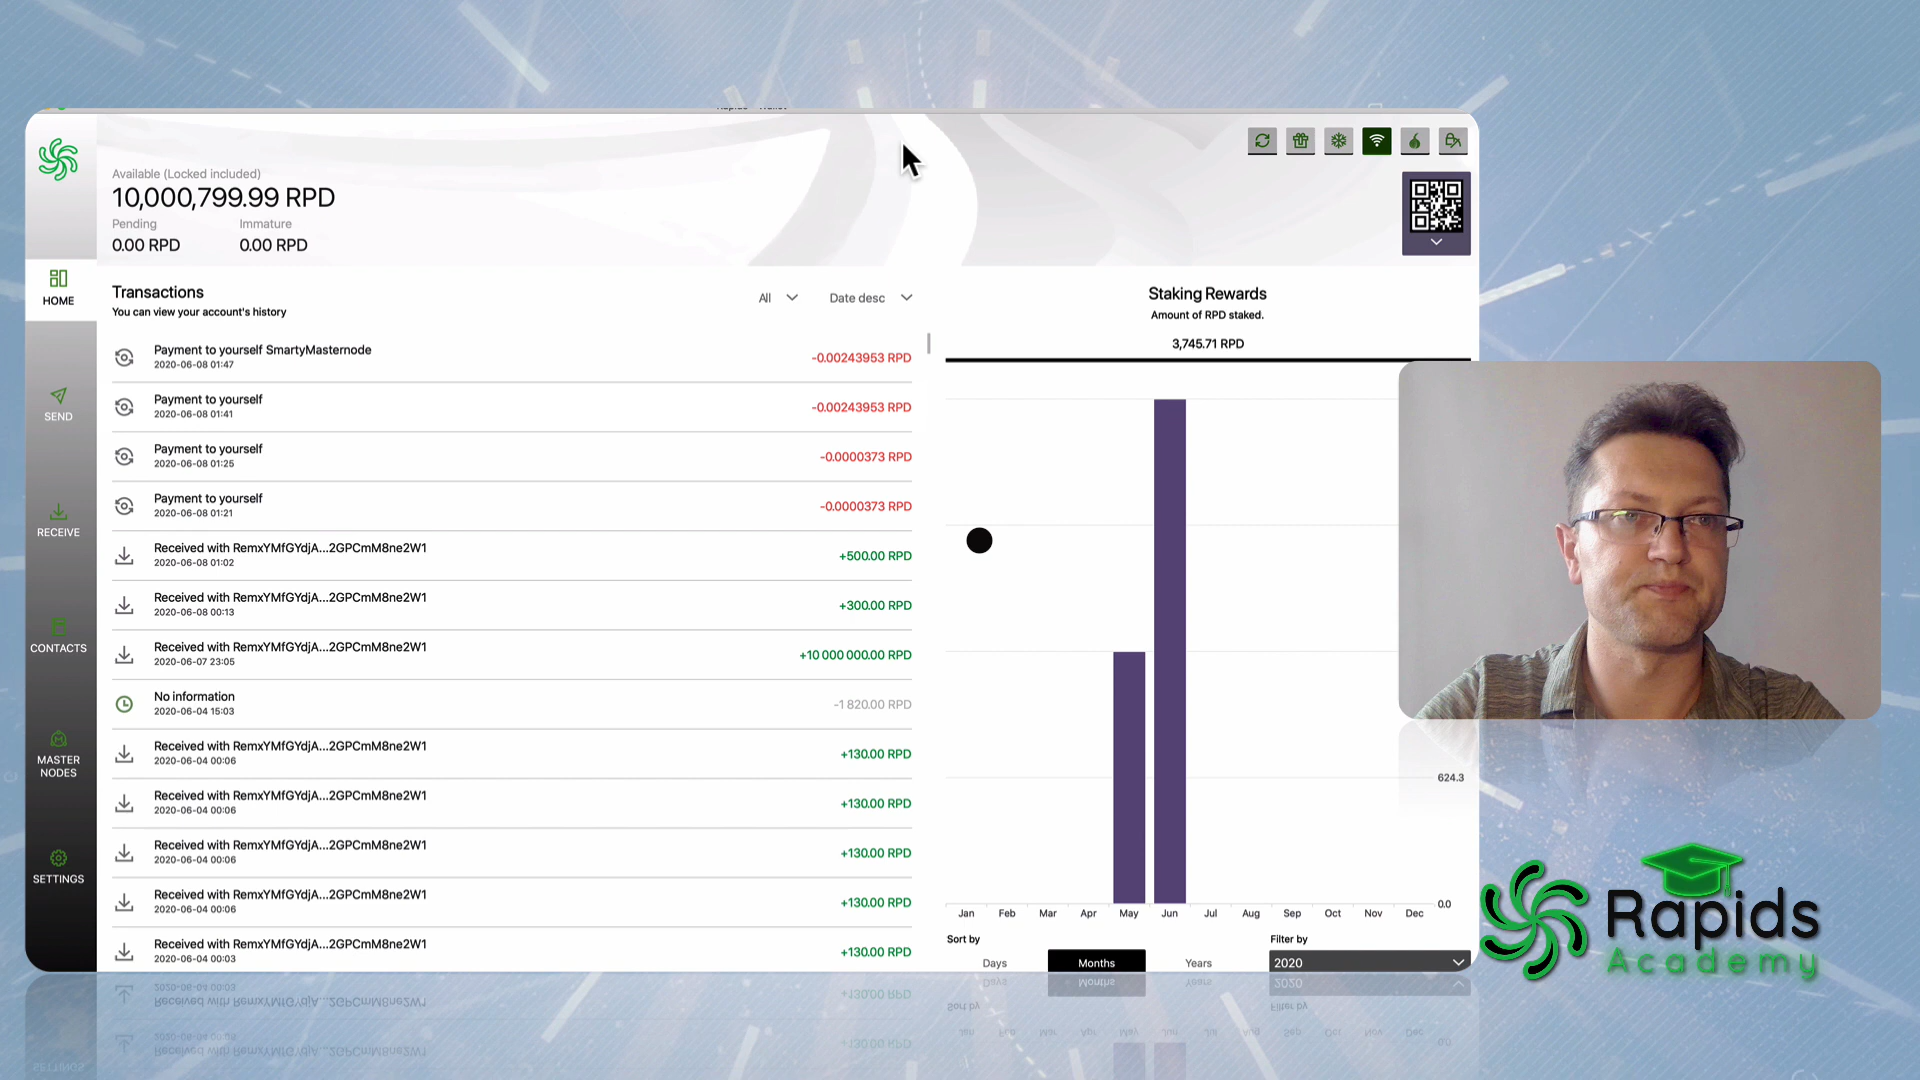 Available (Locked included)
10,000,799.99 RPD
Pending
Immature
0.00 RPD
0.00 RPD
HOME
SEND
RECEIVE
CONTACTS
MASTER
NODES
SETTINGS
Transactions
You can view your account's history
All
Date desc
Payment to yourself SmartyMasternode
2020-06-08 01:47
-0.00243953 RPD
Payment to yourself
2020-06-08 01:41
-0.00243953 RPD
Payment to yourself
2020-06-08 01:25
-0.0000373 RPD
Payment to yourself
2020-06-08 01:21
-0.0000373 RPD
Received with RemxYMfGYdjA...2GPCmM8ne2W1
2020-06-08 01:02
+500.00 RPD
Received with RemxYMfGYdjA...2GPCmM8ne2W1
2020-06-08 00:13
+300.00 RPD
Received with RemxYMfGYdjA...2GPCmM8ne2W1
2020-06-07 23:05
+10 000 000.00 RPD
No information
2020-06-04 15:03
-1 820.00 RPD
Received with RemxYMfGYdjA...2GPCmM8ne2W1
2020-06-04 00:06
+130.00 RPD
Received with RemxYMfGYdjA...2GPCmM8ne2W1
2020-06-04 00:06
+130.00 RPD
Received with RemxYMfGYdjA...2GPCmM8ne2W1
2020-06-04 00:06
+130.00 RPD
Received with RemxYMfGYdjA...2GPCmM8ne2W1
2020-06-04 00:06
+130.00 RPD
Received with RemxYMfGYdjA...2GPCmM8ne2W1
2020-06-04 00:03
+130.00 RPD
Staking Rewards
Amount of RPD staked.
3,745.71 RPD
624.3
0.0
Jan Feb Mar Apr May Jun Jul Aug Sep Oct Nov Dec
Sort by
Filter by
Days
Months
Years
2020
Rapids
Academy